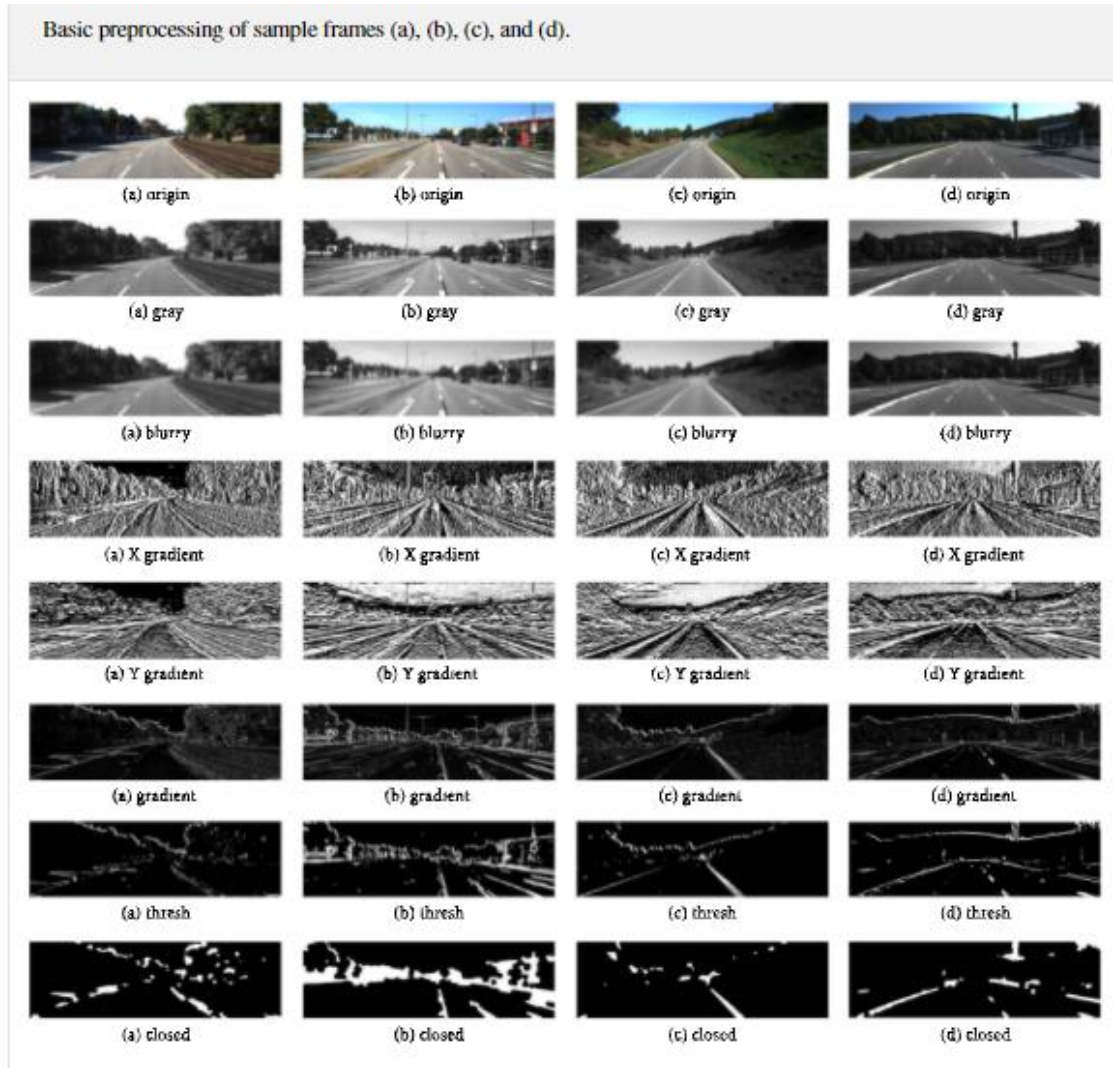 Basic preprocessing of sample frames (a), (b), (c), and (d).
(a) origin (b) origin (c) origin (d) origin
(a) gray (b) gray (c) gray (d) gray
(a) blurry (b) blurry (c) blurry (d) blurry
(a) X gradient (b) X gradient (c) X gradient (d) X gradient
(a) Y gradient (b) Y gradient (c) Y gradient (d) Y gradient
(a) gradient (b) gradient (c) gradient (d) gradient
(a) thresh (b) thresh (c) thresh (d) thresh
(a) closed (b) closed (c) closed (d) closed